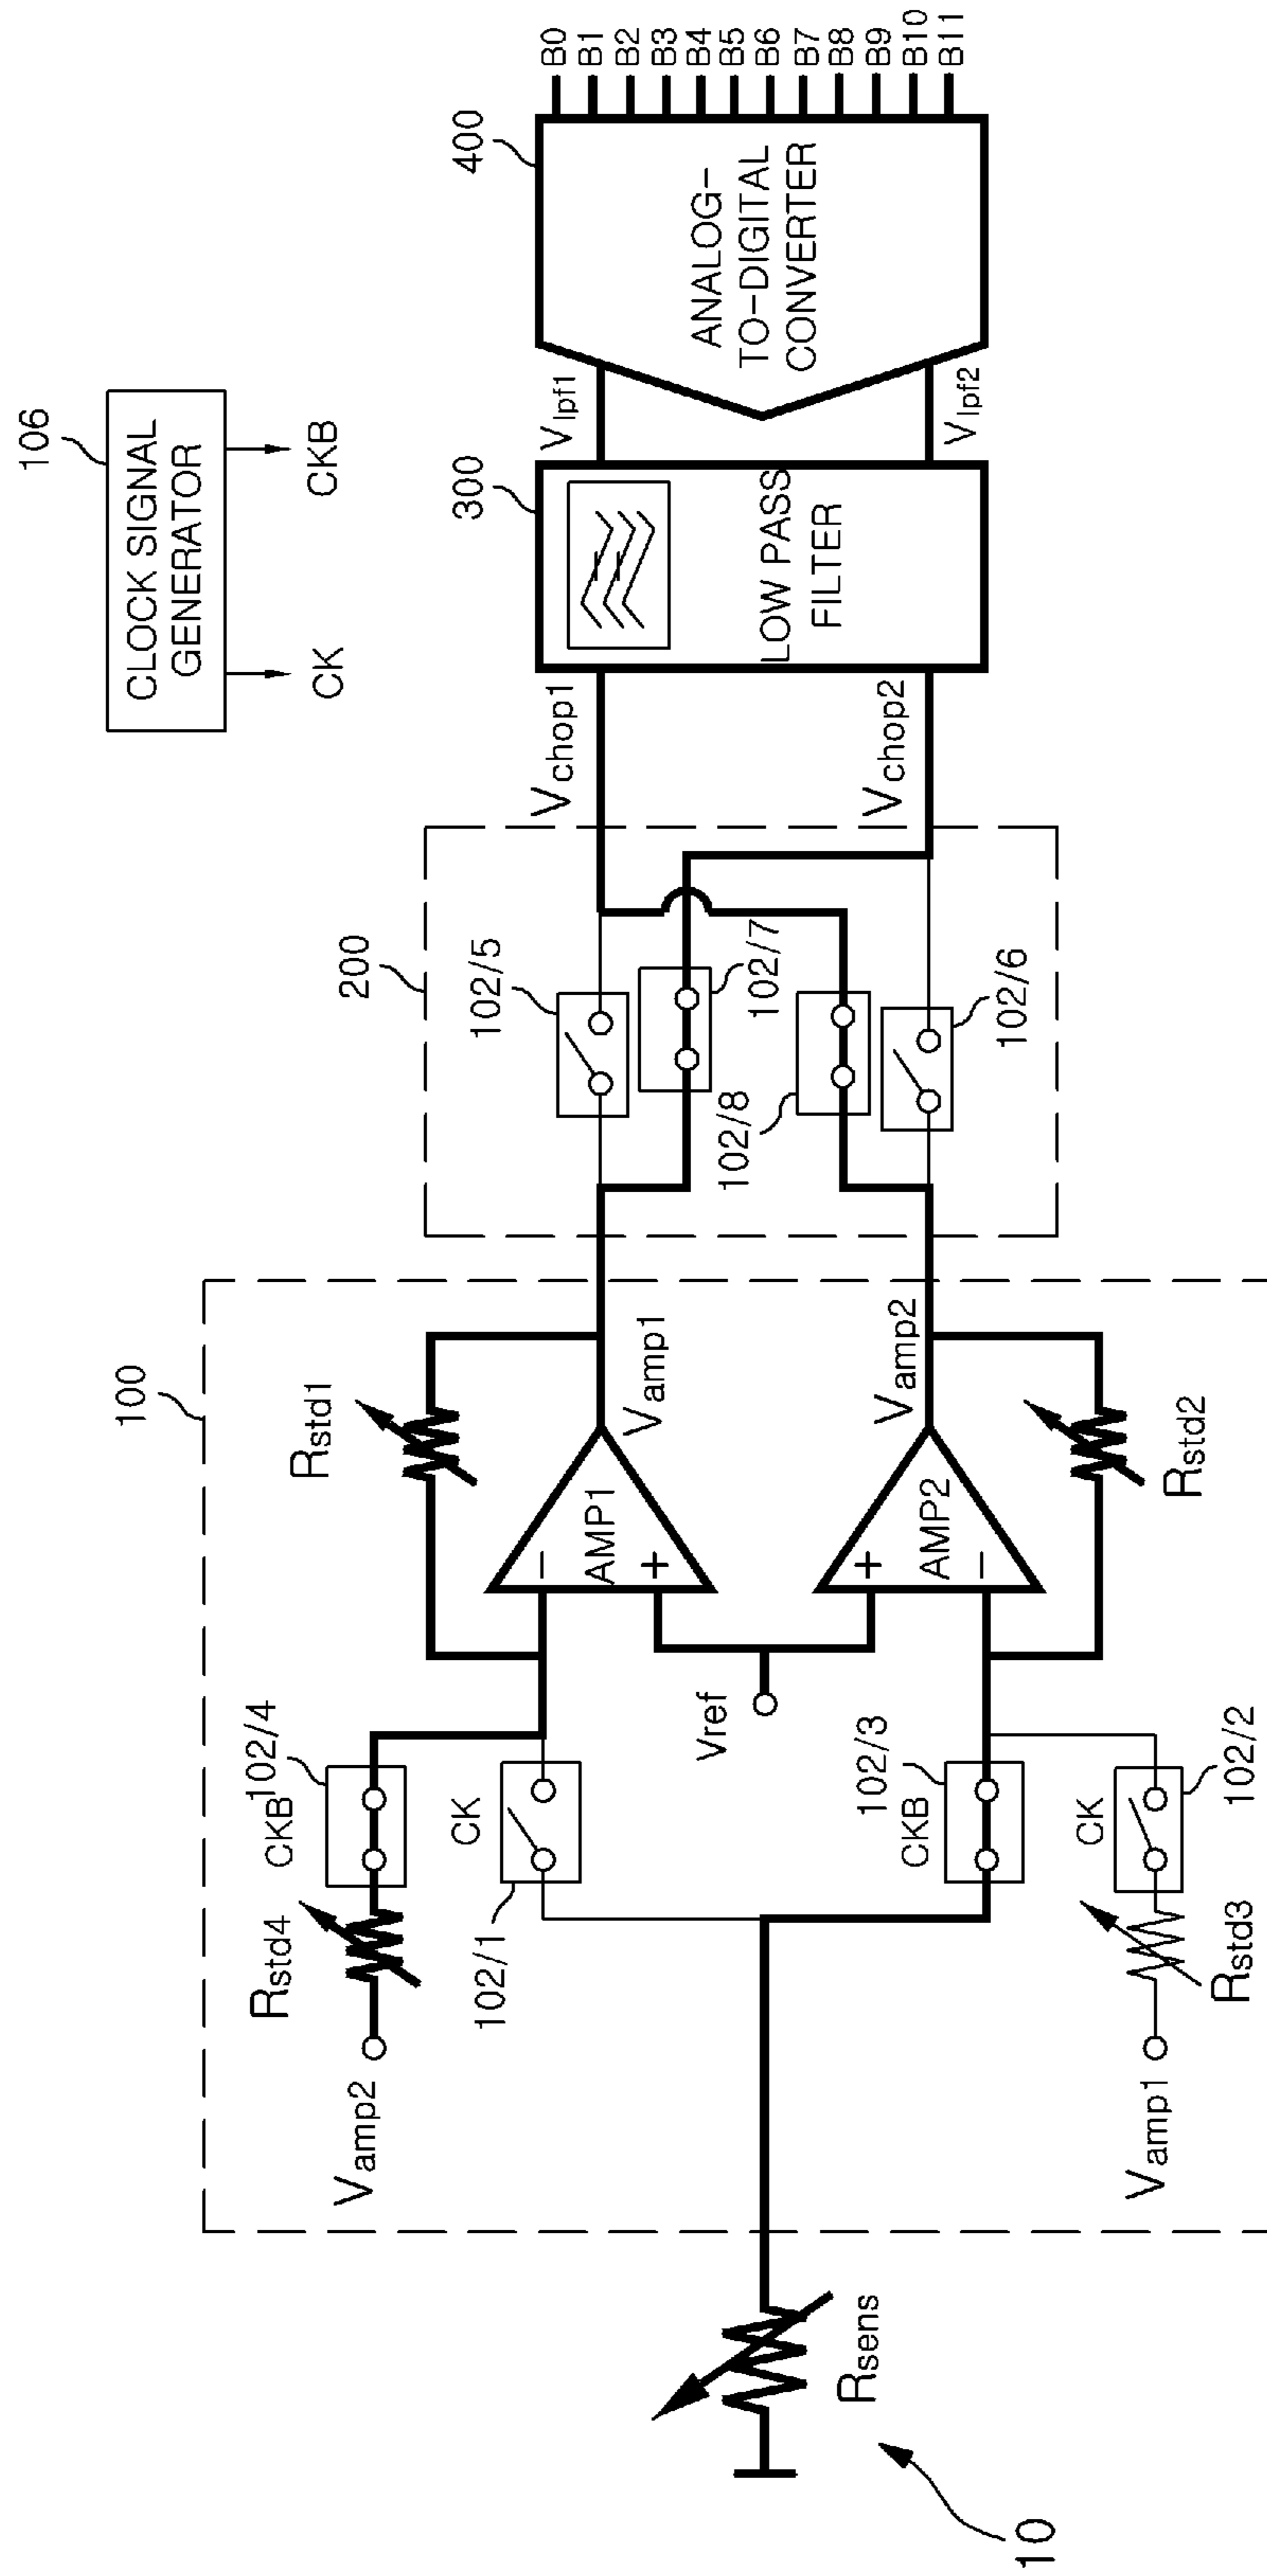 106
CLOCK SIGNAL
GENERATOR
CK
CKB
10
Rsens
100
Vamp2
Rstd4
CKB
102/4
102/1
CK
Rstd1
AMP1
−
+
Vamp1
Vref
AMP2
+
−
Vamp2
CKB
102/3
Vamp1
Rstd3
CK
102/2
Rstd2
200
102/5
102/7
102/8
102/6
Vchop1
Vchop2
300
LOW PASS
FILTER
Vlpf1
Vlpf2
400
ANALOG−
TO−DIGITAL
CONVERTER
B0
B1
B2
B3
B4
B5
B6
B7
B8
B9
B10
B11